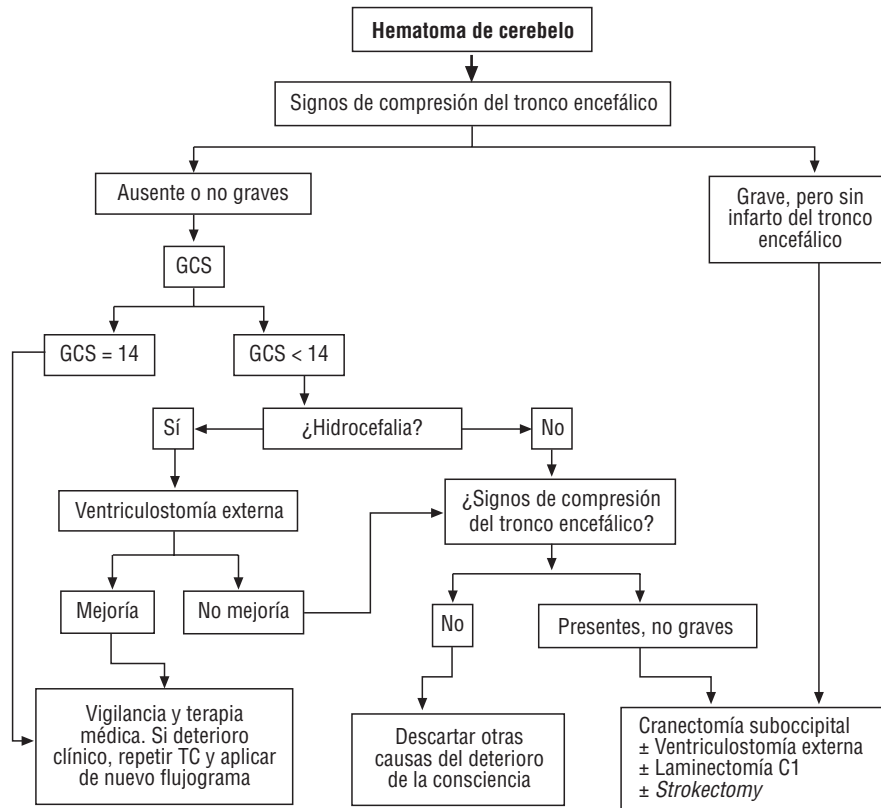 Hematoma de cerebelo
Signos de compresión del tronco encefálico
Ausente o no graves
Grave, pero sin
infarto del tronco
encefálico
GCS
GCS = 14
GCS < 14
Sí
¿Hidrocefalia?
No
Ventriculostomía externa
¿Signos de compresión
del tronco encefálico?
Mejoría
No mejoría
No
Presentes, no graves
Vigilancia y terapia
médica. Si deterioro
clínico, repetir TC y aplicar
de nuevo flujograma
Descartar otras
causas del deterioro
de la consciencia
Cranectomía suboccipital
± Ventriculostomía externa
± Laminectomía C1
± Strokectomy